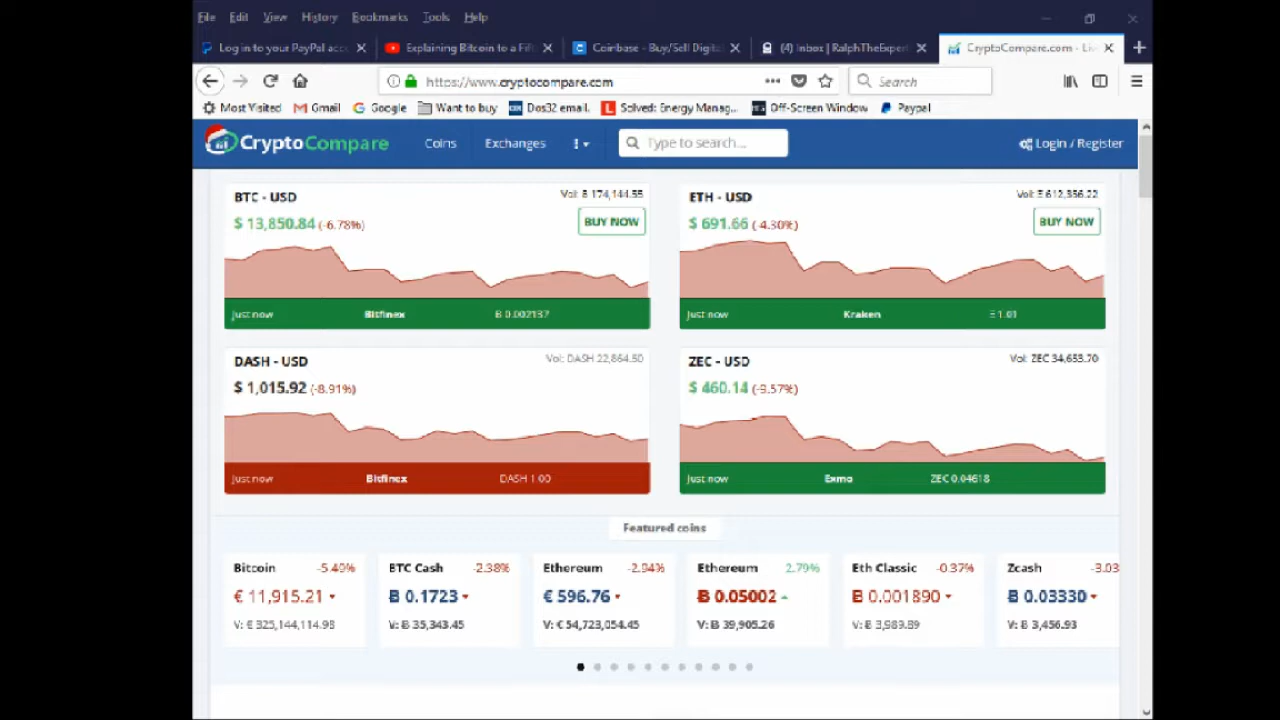 File Edit View History Bookmarks Tools Help
Log in to your PayPal acc Explaining Bitcoin to a Fift Coinbase - Buy/Sell Digita (4) Inbox | RalphTheExpert CryptoCompare.com - Liv
https://www.cryptocompare.com ••• Search
Most Visited Gmail Google Want to buy Dos32 email. Solved: Energy Manag... Off-Screen Window Paypal
CryptoCompare Coins Exchanges Type to search... Login / Register
BTC - USD Vol: Ƀ 174,144.55
$ 13,850.84 (-6.78%) BUY NOW
Just now Bitfinex Ƀ 0.002137
ETH - USD Vol: Ξ 612,356.22
$ 691.66 (-4.30%) BUY NOW
Just now Kraken Ξ 1.01
DASH - USD Vol: DASH 22,864.50
$ 1,015.92 (-8.91%)
Just now Bitfinex DASH 1.00
ZEC - USD Vol: ZEC 34,653.70
$ 460.14 (-9.57%)
Just now Exmo ZEC 0.04618
Featured coins
Bitcoin -5.49%
€ 11,915.21
V: € 325,144,114.98
BTC Cash -2.38%
Ƀ 0.1723
V: Ƀ 35,343.45
Ethereum -2.94%
€ 596.76
V: € 54,723,054.45
Ethereum 2.79%
Ƀ 0.05002
V: Ƀ 39,905.26
Eth Classic -0.37%
Ƀ 0.001890
V: Ƀ 3,989.89
Zcash -3.03
Ƀ 0.03330
V: Ƀ 3,456.93